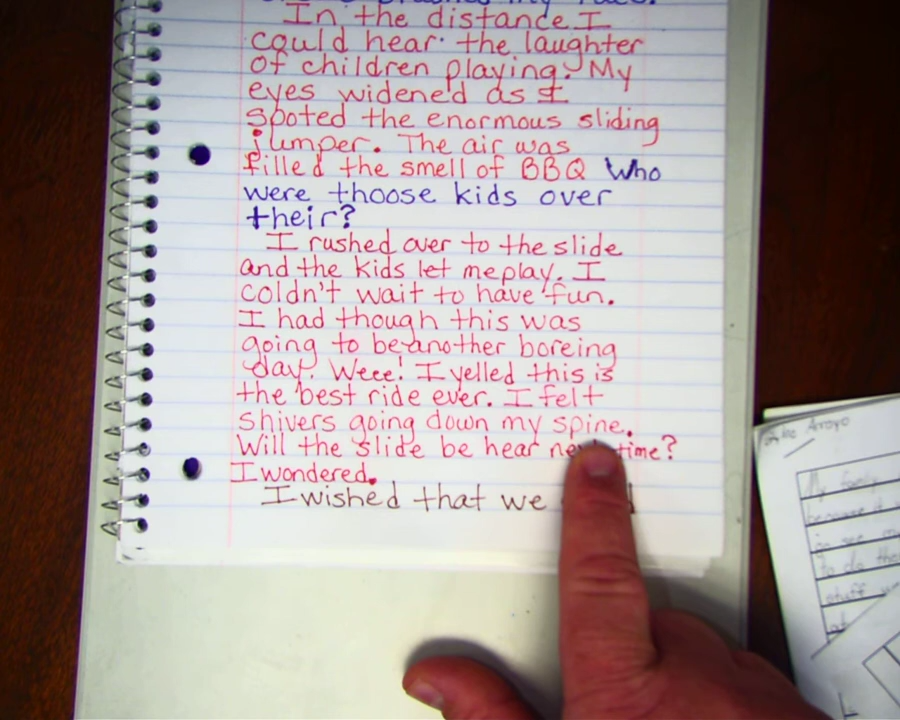 In the distance I
could hear the laughter
of children playing. My
eyes widened as I
spoted the enormous sliding
jumper. The air was
filled the smell of BBQ Who
were thoose kids over
their?
I rushed over to the slide
and the kids let me play. I
coldn't wait to have fun.
I had though this was
going to be another boreing
day. Weee! I yelled this is
the best ride ever. I felt
shivers going down my spine.
Will the slide be hear time?
I wondered.
I wished that we
Arroyo
My